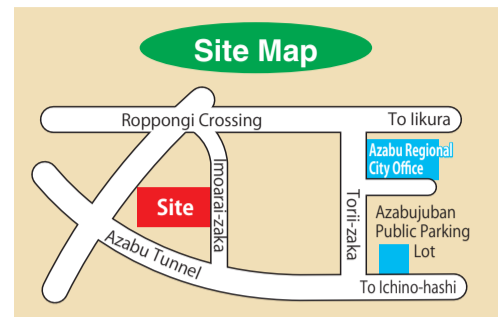 Site Map
Roppongi Crossing
To Iikura
Azabu Regional
City Office
Imoarai-zaka
Torii-zaka
Site
Azabujuban
Public Parking
Lot
Azabu Tunnel
To Ichino-hashi